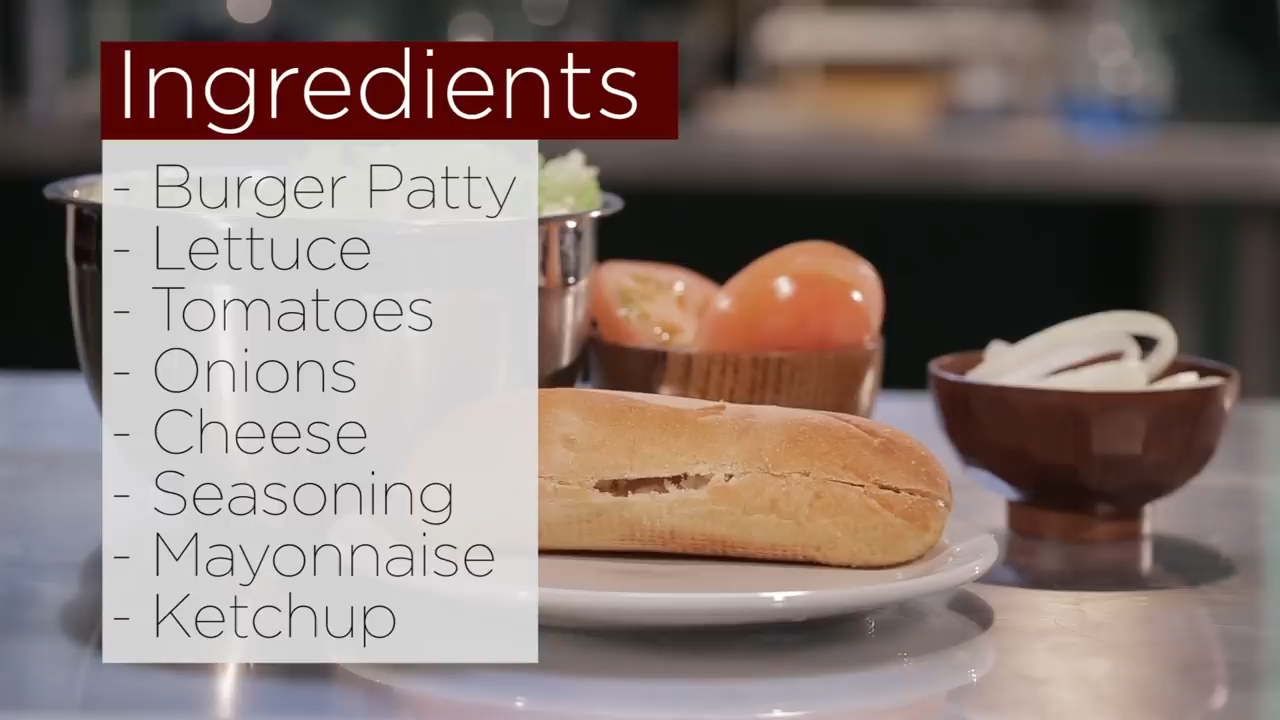 Ingredients
- Burger Patty
- Lettuce
- Tomatoes
- Onions
- Cheese
- Seasoning
- Mayonnaise
- Ketchup